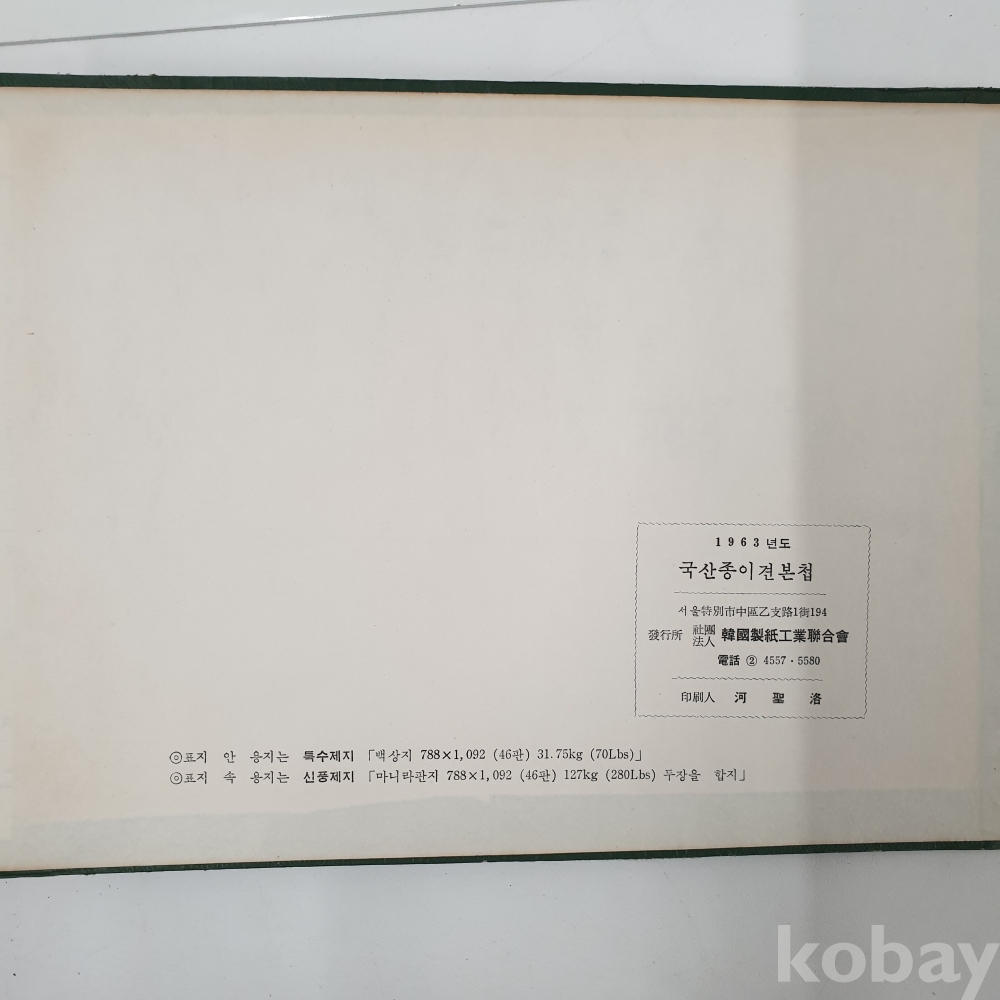 1963년도
국산종이견본첩
서울特別市中區乙支路1街194
發行所 社團法人 韓國製紙工業聯合會
電話 ② 4557·5580
印刷人 河聖洛
◎표지 안 용지는 특수제지 「백상지 788×1,092 (46판) 31.75kg (70Lbs)」
◎표지 속 용지는 신풍제지 「마니라판지 788×1,092 (46판) 127kg (280Lbs) 두장을 합지」
kobay